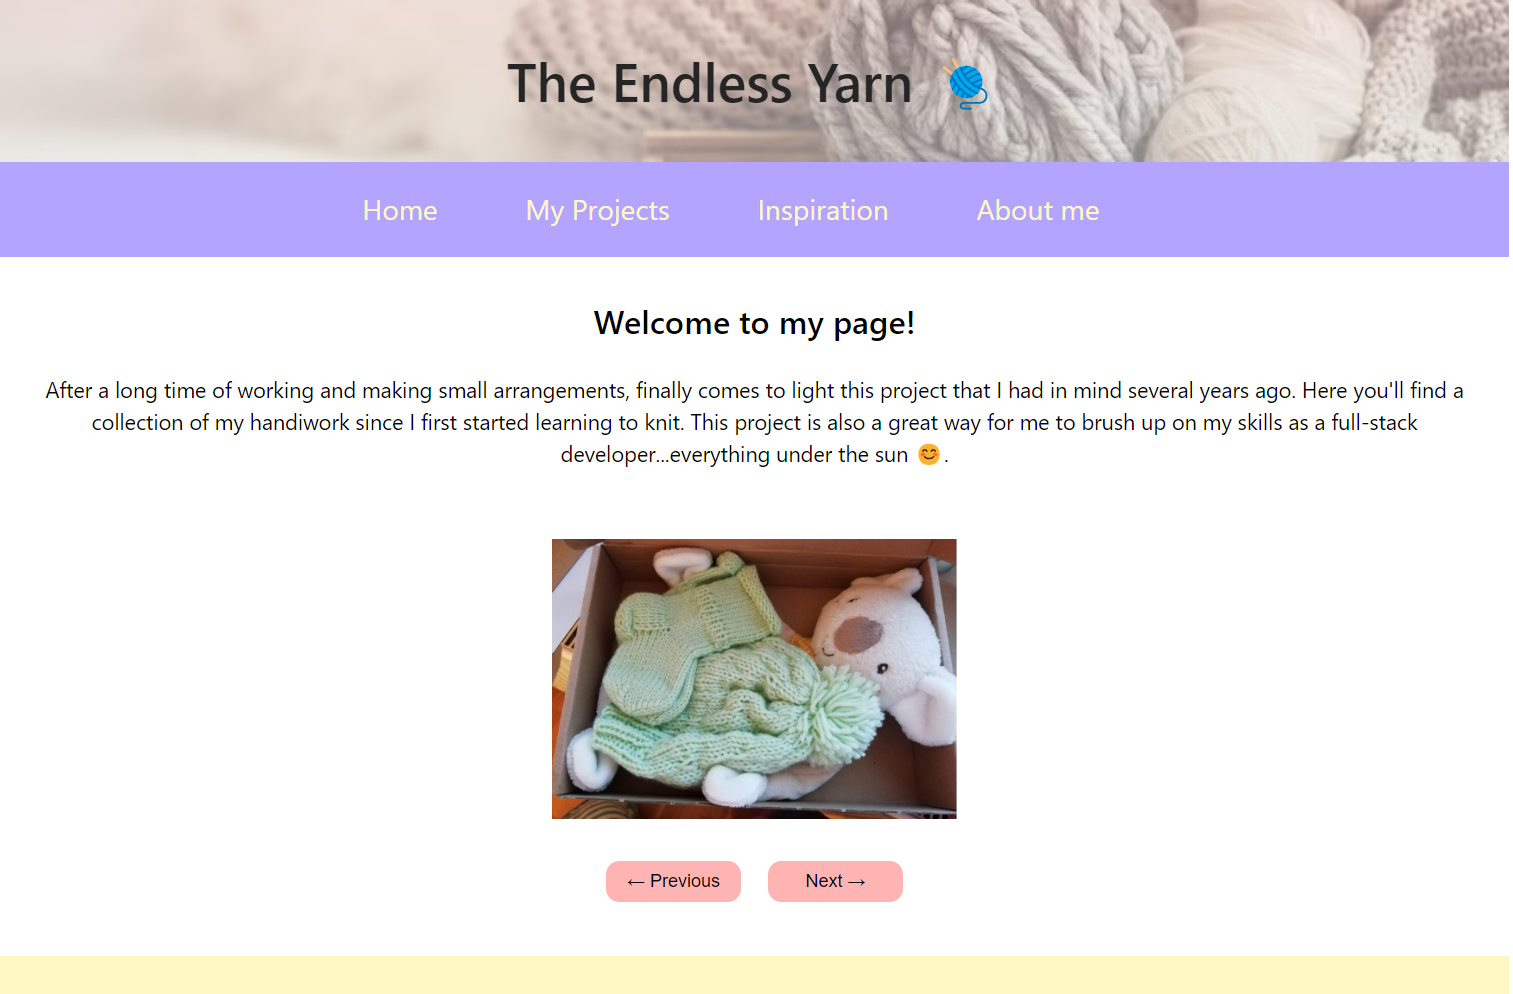 The Endless Yarn 🧶
Home My Projects Inspiration About me
Welcome to my page!
After a long time of working and making small arrangements, finally comes to light this project that I had in mind several years ago. Here you'll find a
collection of my handiwork since I first started learning to knit. This project is also a great way for me to brush up on my skills as a full-stack
developer...everything under the sun 😊.
← Previous Next →